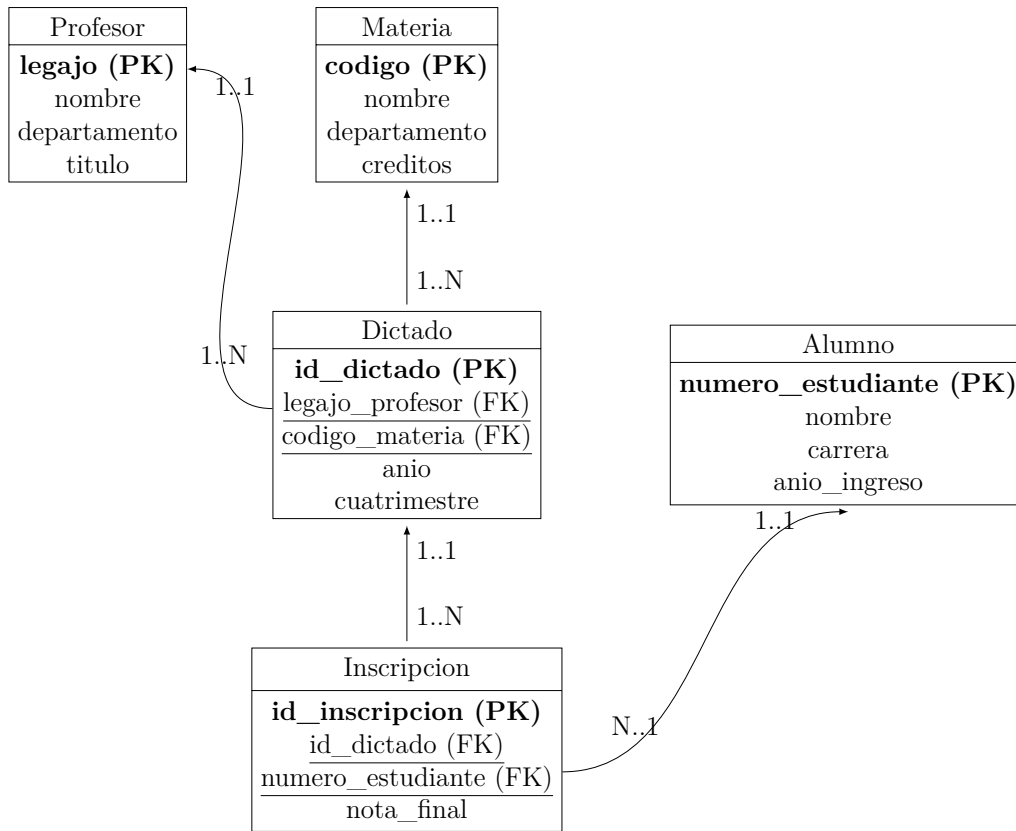 Profesor
legajo (PK)
nombre
departamento
titulo
Materia
codigo (PK)
nombre
departamento
creditos
1..1
1..1
1..N
1..N
Dictado
id_dictado (PK)
legajo_profesor (FK)
codigo_materia (FK)
anio
cuatrimestre
Alumno
numero_estudiante (PK)
nombre
carrera
anio_ingreso
1..1
1..1
1..N
N..1
Inscripcion
id_inscripcion (PK)
id_dictado (FK)
numero_estudiante (FK)
nota_final